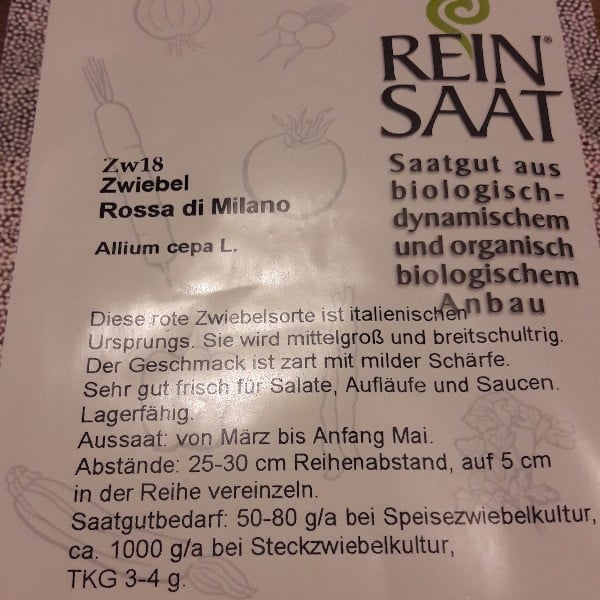 REIN
SAAT®
Saatgut aus
biologisch-
dynamischem
und organisch
biologischem
Anbau
Zw18
Zwiebel
Rossa di Milano
Allium cepa L.
Diese rote Zwiebelsorte ist italienischen
Ursprungs. Sie wird mittelgroß und breitschultrig.
Der Geschmack ist zart mit milder Schärfe.
Sehr gut frisch für Salate, Aufläufe und Saucen.
Lagerfähig.
Aussaat: von März bis Anfang Mai.
Abstände: 25-30 cm Reihenabstand, auf 5 cm
in der Reihe vereinzeln.
Saatgutbedarf: 50-80 g/a bei Speisezwiebelkultur,
ca. 1000 g/a bei Steckzwiebelkultur,
TKG 3-4 g.